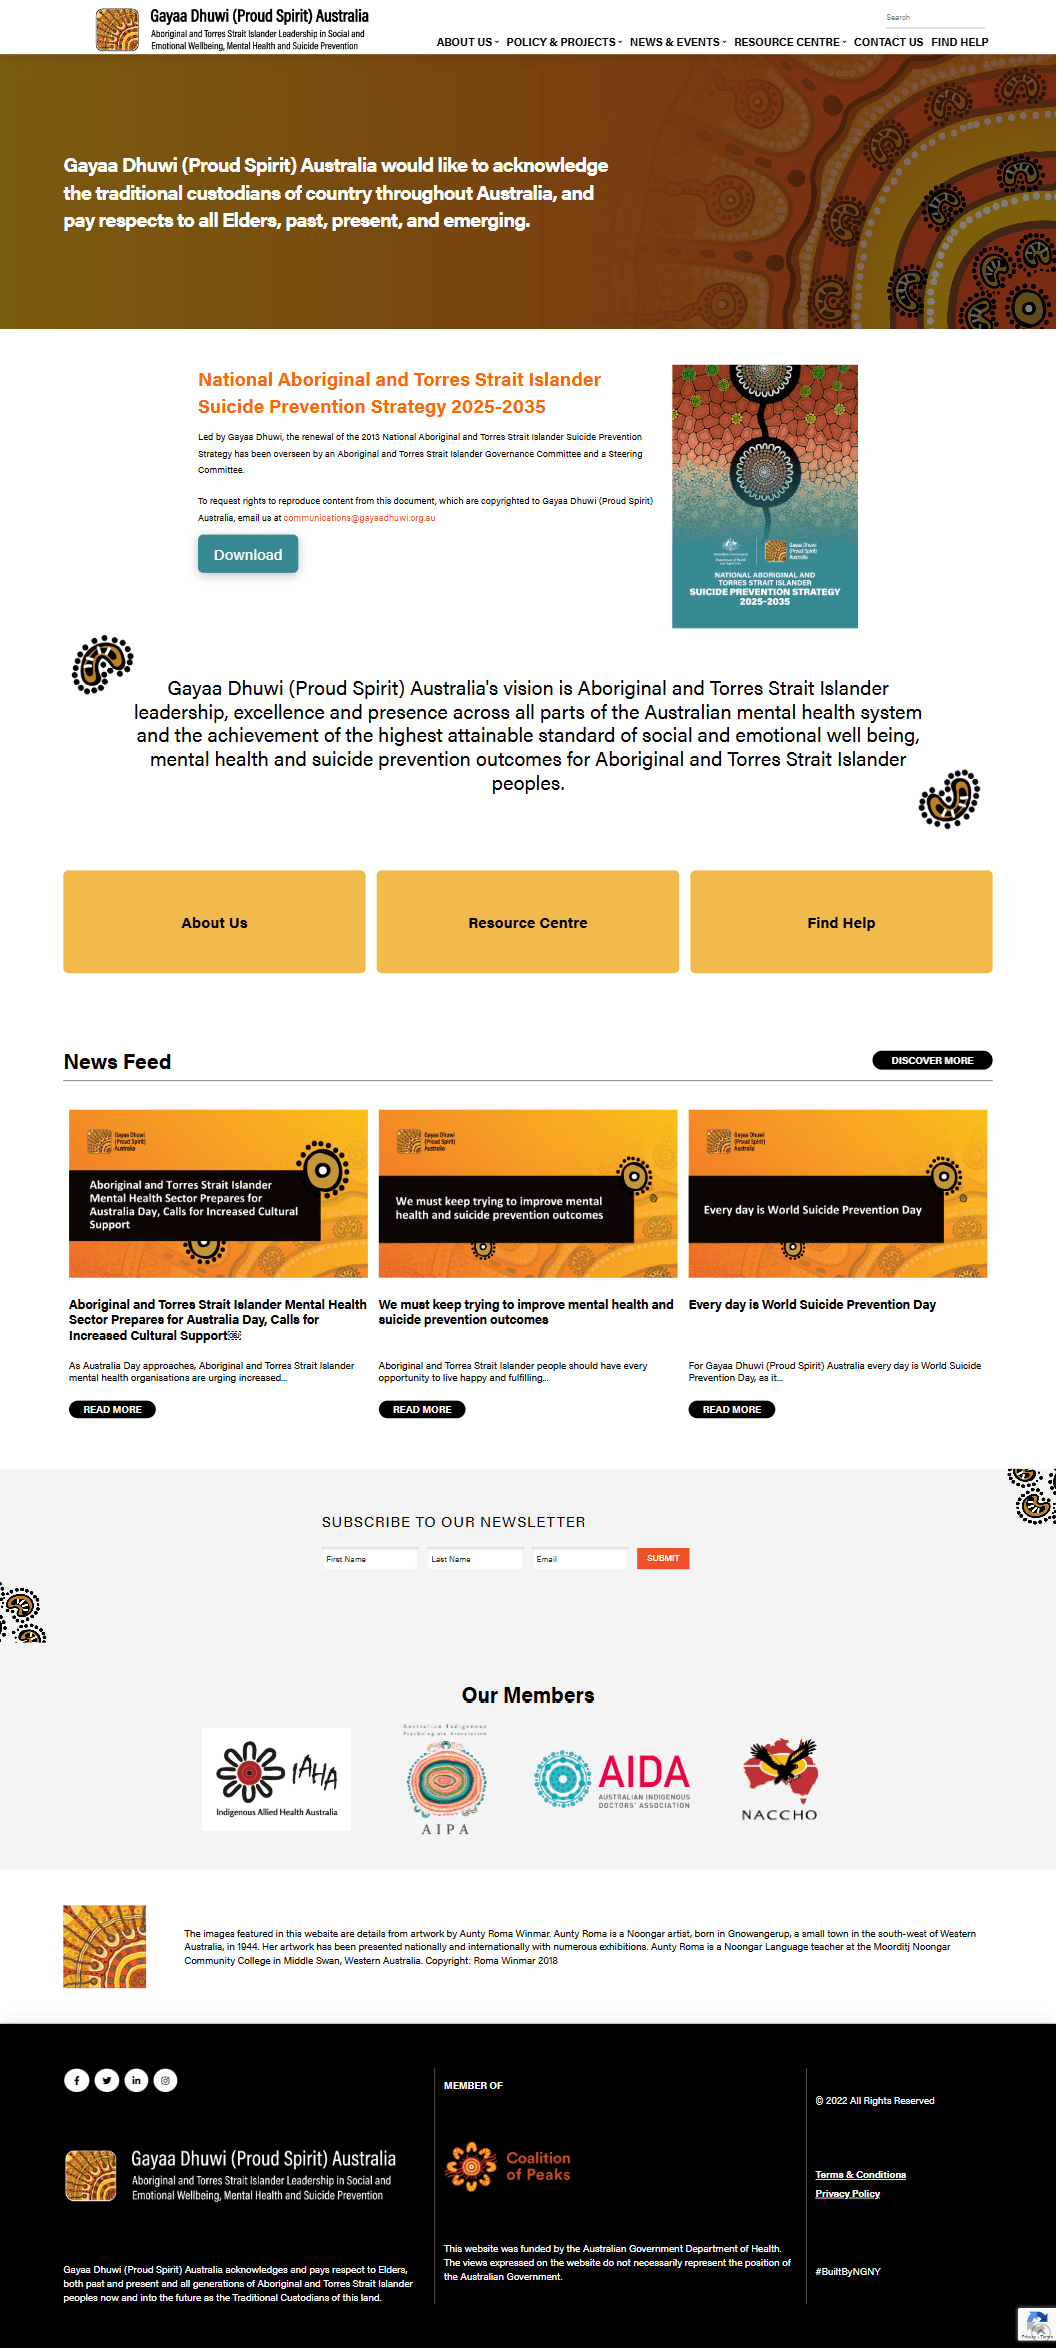 Gayaa Dhuwi (Proud Spirit) Australia
Aboriginal and Torres Strait Islander Leadership in Social and
Emotional Wellbeing, Mental Health and Suicide Prevention
Search
ABOUT US
POLICY & PROJECTS
NEWS & EVENTS
RESOURCE CENTRE
CONTACT US
FIND HELP
Gayaa Dhuwi (Proud Spirit) Australia would like to acknowledge
the traditional custodians of country throughout Australia, and
pay respects to all Elders, past, present, and emerging.
National Aboriginal and Torres Strait Islander
Suicide Prevention Strategy 2025-2035
Led by Gayaa Dhuwi, the renewal of the 2013 National Aboriginal and Torres Strait Islander Suicide Prevention
Strategy has been overseen by an Aboriginal and Torres Strait Islander Governance Committee and a Steering
Committee.
To request rights to reproduce content from this document, which are copyrighted to Gayaa Dhuwi (Proud Spirit)
Australia, email us at communications@gayaadhuwi.org.au
Download
Gayaa Dhuwi
(Proud Spirit)
Australia
NATIONAL ABORIGINAL AND
TORRES STRAIT ISLANDER
SUICIDE PREVENTION STRATEGY
2025-2035
Gayaa Dhuwi (Proud Spirit) Australia's vision is Aboriginal and Torres Strait Islander
leadership, excellence and presence across all parts of the Australian mental health system
and the achievement of the highest attainable standard of social and emotional well being,
mental health and suicide prevention outcomes for Aboriginal and Torres Strait Islander
peoples.
About Us
Resource Centre
Find Help
News Feed
DISCOVER MORE
Gayaa Dhuwi
(Proud Spirit)
Australia
Aboriginal and Torres Strait Islander
Mental Health Sector Prepares for
Australia Day, Calls for Increased Cultural
Support
Gayaa Dhuwi
(Proud Spirit)
Australia
We must keep trying to improve mental
health and suicide prevention outcomes
Gayaa Dhuwi
(Proud Spirit)
Australia
Every day is World Suicide Prevention Day
Aboriginal and Torres Strait Islander Mental Health
Sector Prepares for Australia Day, Calls for
Increased Cultural Support
As Australia Day approaches, Aboriginal and Torres Strait Islander
mental health organisations are urging increased...
READ MORE
We must keep trying to improve mental health and
suicide prevention outcomes
Aboriginal and Torres Strait Islander people should have every
opportunity to live happy and fulfilling...
READ MORE
Every day is World Suicide Prevention Day
For Gayaa Dhuwi (Proud Spirit) Australia every day is World Suicide
Prevention Day, as it...
READ MORE
SUBSCRIBE TO OUR NEWSLETTER
First Name
Last Name
Email
SUBMIT
Our Members
IAHA
Indigenous Allied Health Australia
Australian Indigenous
Psychologists Association
AIPA
AIDA
AUSTRALIAN INDIGENOUS
DOCTORS' ASSOCIATION
NACCHO
The images featured in this website are details from artwork by Aunty Roma Winmar. Aunty Roma is a Noongar artist, born in Gnowangerup, a small town in the south-west of Western
Australia, in 1944. Her artwork has been presented nationally and internationally with numerous exhibitions. Aunty Roma is a Noongar Language teacher at the Moorditj Noongar
Community College in Middle Swan, Western Australia. Copyright: Roma Winmar 2018
Gayaa Dhuwi (Proud Spirit) Australia
Aboriginal and Torres Strait Islander Leadership in Social and
Emotional Wellbeing, Mental Health and Suicide Prevention
Gayaa Dhuwi (Proud Spirit) Australia acknowledges and pays respect to Elders,
both past and present and all generations of Aboriginal and Torres Strait Islander
peoples now and into the future as the Traditional Custodians of this land.
MEMBER OF
Coalition
of Peaks
This website was funded by the Australian Government Department of Health.
The views expressed on the website do not necessarily represent the position of
the Australian Government.
© 2022 All Rights Reserved
Terms & Conditions
Privacy Policy
#BuiltByNGNY
Privacy - Terms